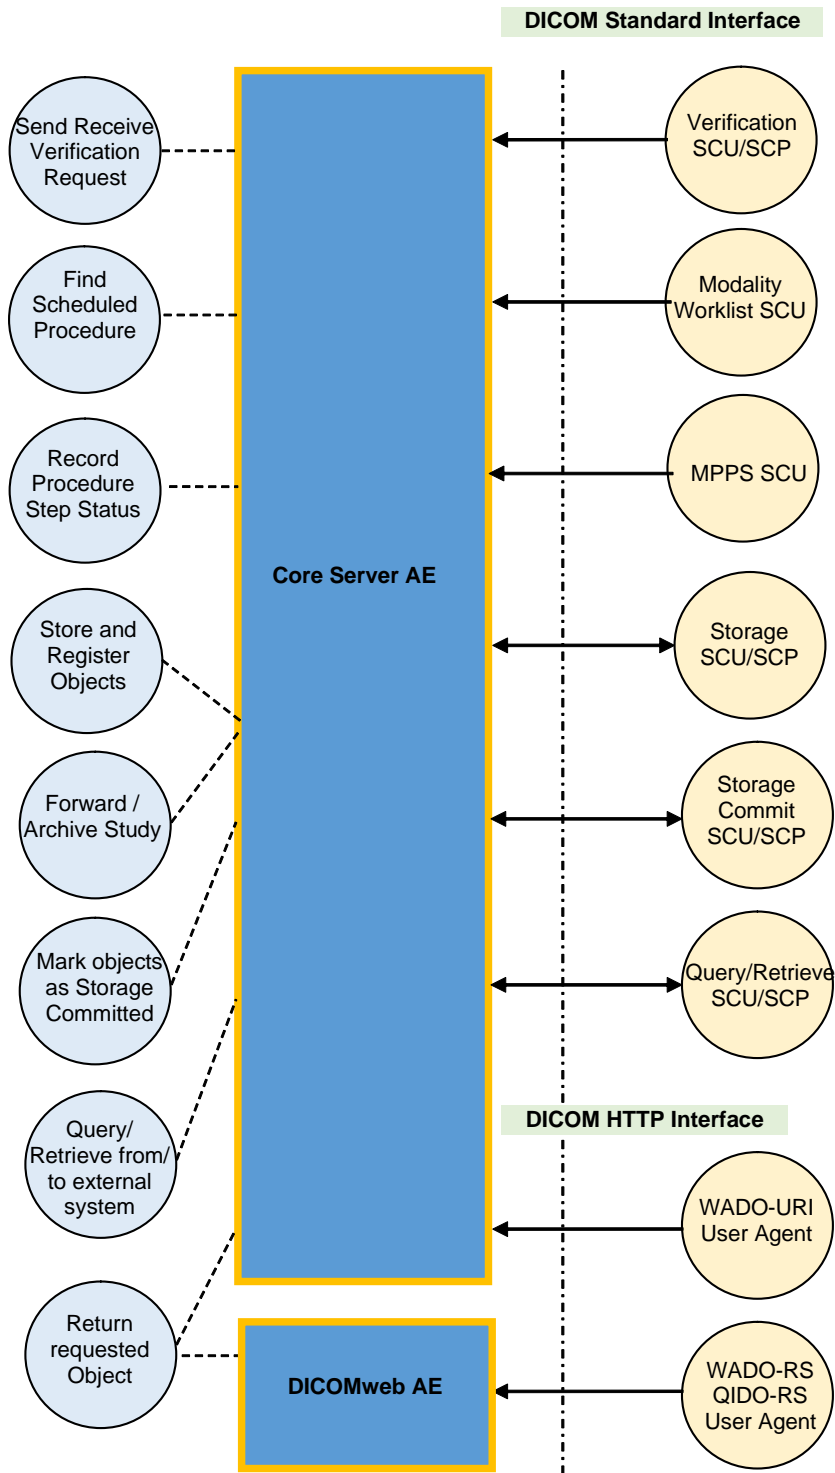 DICOM Standard Interface
Send Receive
Verification
Request
Verification
SCU/SCP
Find
Scheduled
Procedure
Modality
Worklist SCU
Record
Procedure
Step Status
MPPS SCU
Core Server AE
Store and
Register
Objects
Storage
SCU/SCP
Forward /
Archive Study
Storage
Commit
SCU/SCP
Mark objects
as Storage
Committed
Query/Retrieve
SCU/SCP
DICOM HTTP Interface
Query/
Retrieve from/
to external
system
WADO-URI
User Agent
Return
requested
Object
DICOMweb AE
WADO-RS
QIDO-RS
User Agent